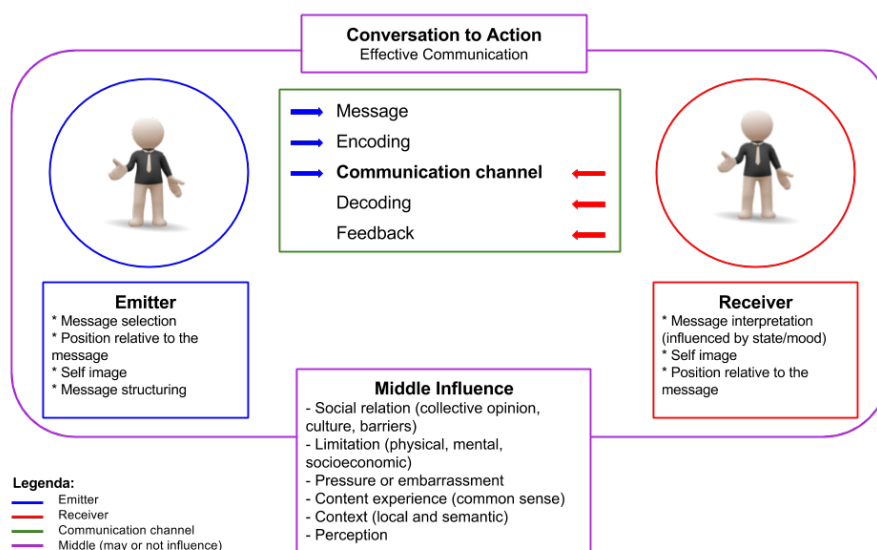 Conversation to Action
Effective Communication
Message
Encoding
Communication channel
Decoding
Feedback
Emitter
* Message selection
* Position relative to the
message
* Self image
* Message structuring
Receiver
* Message interpretation
(influenced by state/mood)
* Self image
* Position relative to the
message
Middle Influence
- Social relation (collective opinion,
culture, barriers)
- Limitation (physical, mental,
socioeconomic)
- Pressure or embarrassment
- Content experience (common sense)
- Context (local and semantic)
- Perception
Legenda:
Emitter
Receiver
Communication channel
Middle (may or not influence)